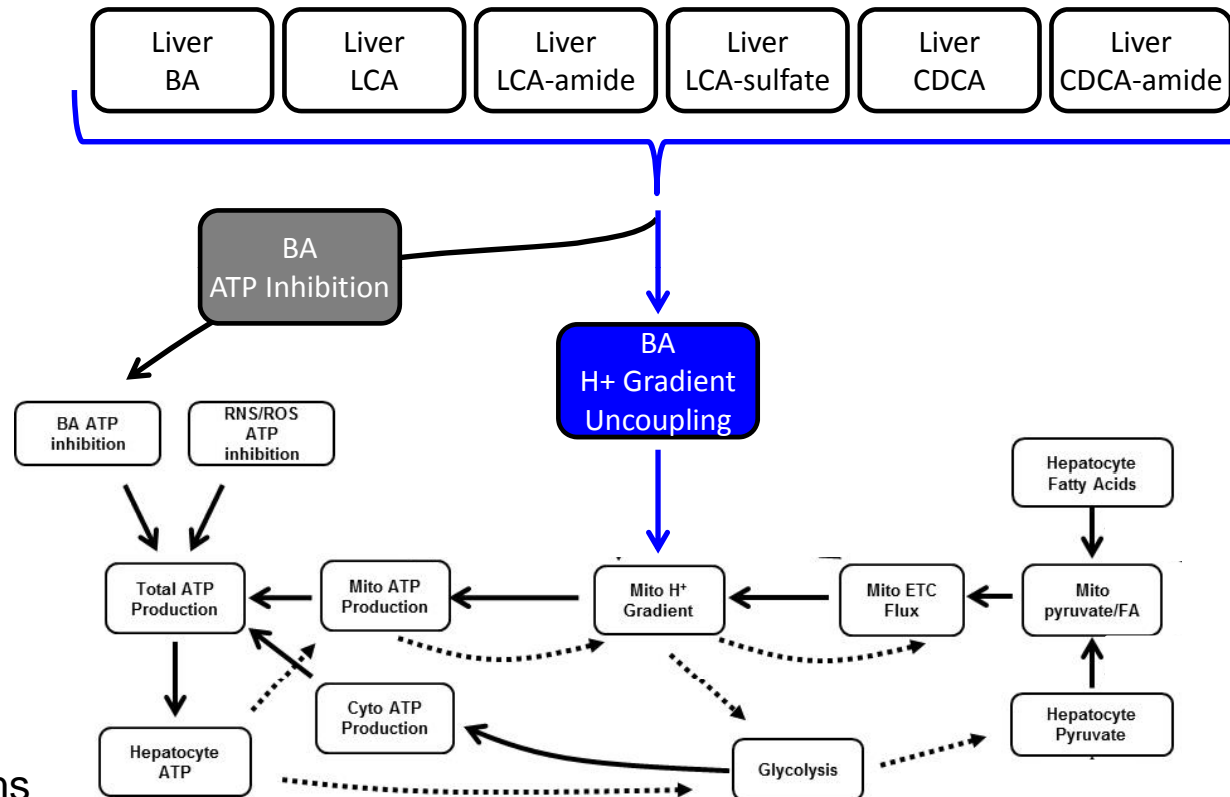 Liver
BA
Liver
LCA
Liver
LCA-amide
Liver
LCA-sulfate
Liver
CDCA
Liver
CDCA-amide
BA
ATP Inhibition
BA
H+ Gradient
Uncoupling
BA ATP
inhibition
RNS/ROS
ATP
inhibition
Hepatocyte
Fatty Acids
Total ATP
Production
Mito ATP
Production
Mito H⁺
Gradient
Mito ETC
Flux
Mito
pyruvate/FA
Cyto ATP
Production
Hepatocyte
ATP
Glycolysis
Hepatocyte
Pyruvate
ns